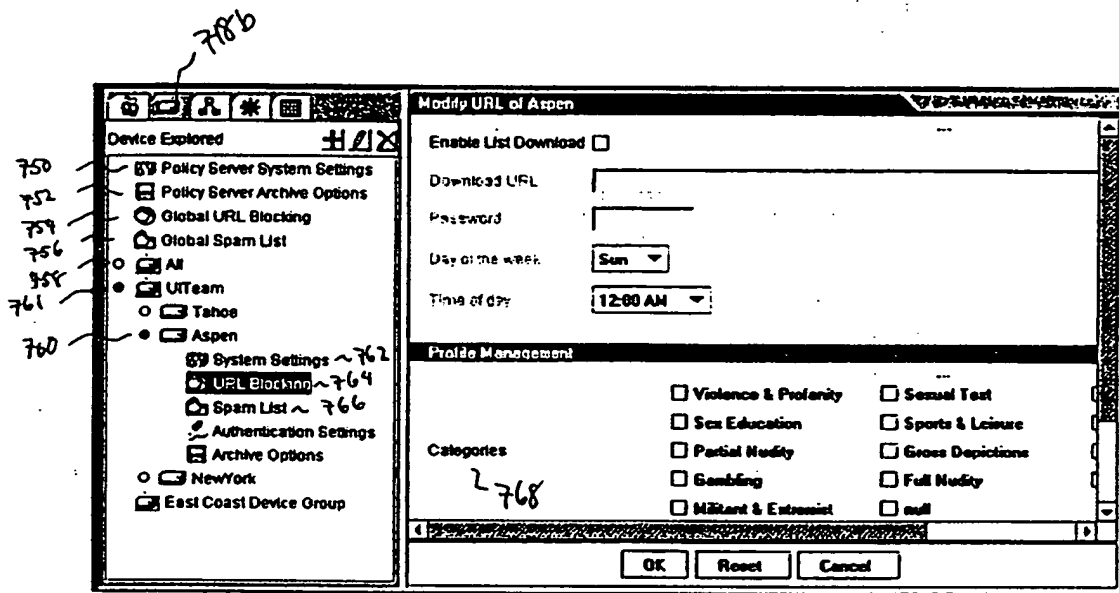 718b
Device Explored
750 Policy Server System Settings
752 Policy Server Archive Options
754 Global URL Blocking
756 Global Spam List
758 All
761 UITeam
Tahoe
760 Aspen
System Settings ~762
URL Blocking ~764
Spam List ~ 766
Authentication Settings
Archive Options
NewYork
East Coast Device Group
Modify URL of Aspen
Enable List Download
Download URL
Password
Day of the week Sun
Time of day 12:00 AM
Profile Management
Categories
768
Violence & Profanity Sexual Text
Sex Education Sports & Leisure
Partial Nudity Gross Depictions
Gambling Full Nudity
Militant & Extremist null
OK Reset Cancel